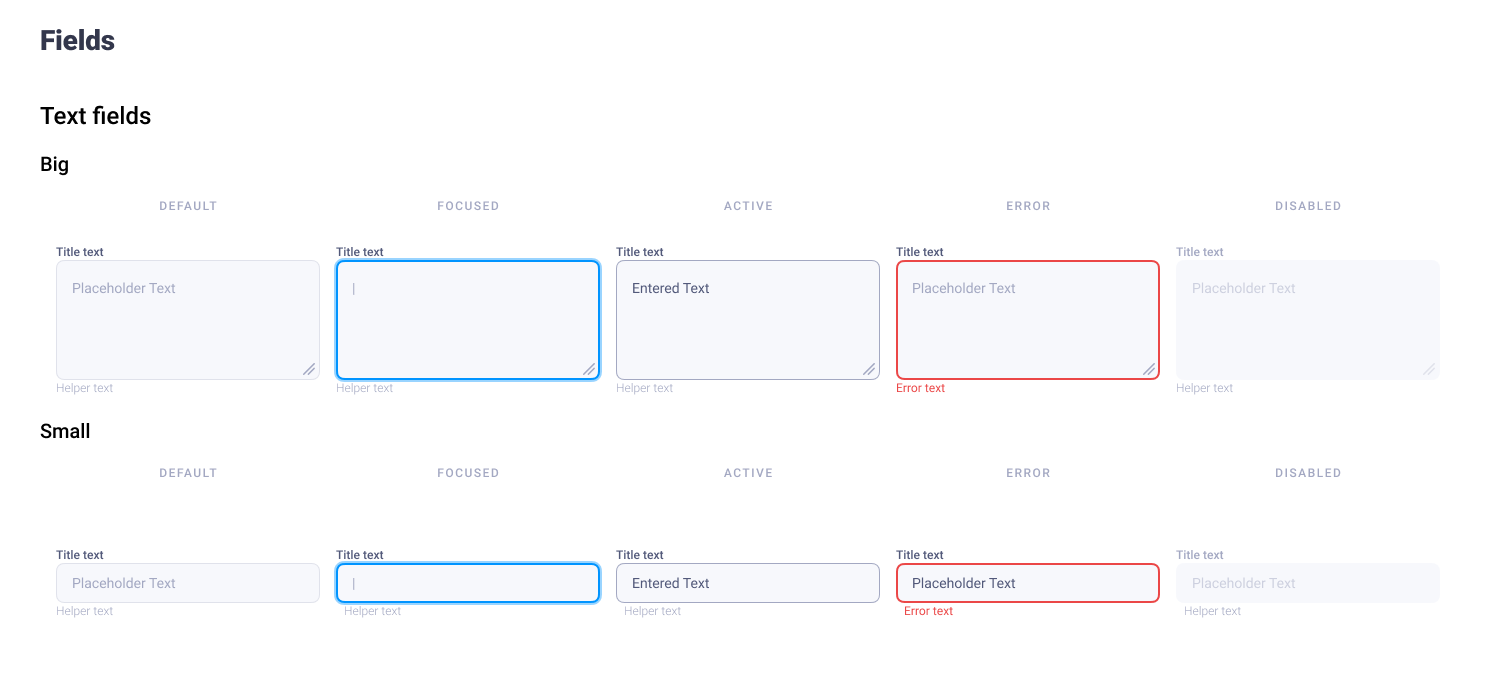 Fields
Text fields
Big
DEFAULT FOCUSED ACTIVE ERROR DISABLED
Title text Title text Title text Title text Title text
Placeholder Text | Entered Text Placeholder Text Placeholder Text
Helper text Helper text Helper text Error text Helper text
Small
DEFAULT FOCUSED ACTIVE ERROR DISABLED
Title text Title text Title text Title text Title text
Placeholder Text | Entered Text Placeholder Text Placeholder Text
Helper text Helper text Helper text Error text Helper text